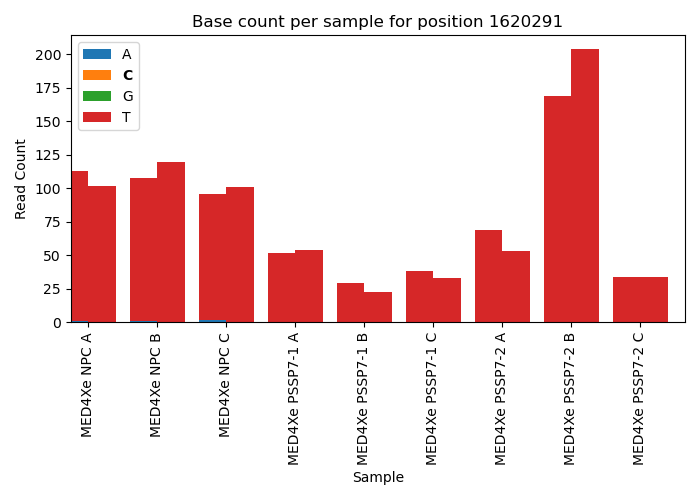 Base count per sample for position 1620291
A
C
G
T
Read Count
200
175
150
125
100
75
50
25
0
MED4Xe NPC A
MED4Xe NPC B
MED4Xe NPC C
MED4Xe PSSP7-1 A
MED4Xe PSSP7-1 B
MED4Xe PSSP7-1 C
MED4Xe PSSP7-2 A
MED4Xe PSSP7-2 B
MED4Xe PSSP7-2 C
Sample